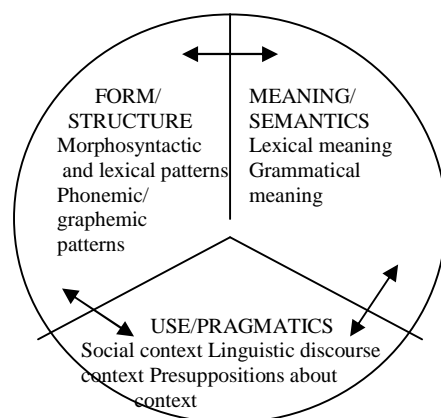 FORM/
STRUCTURE
Morphosyntactic
and lexical patterns
Phonemic/
graphemic
patterns
MEANING/
SEMANTICS
Lexical meaning
Grammatical
meaning
USE/PRAGMATICS
Social context Linguistic discourse
context Presuppositions about
context